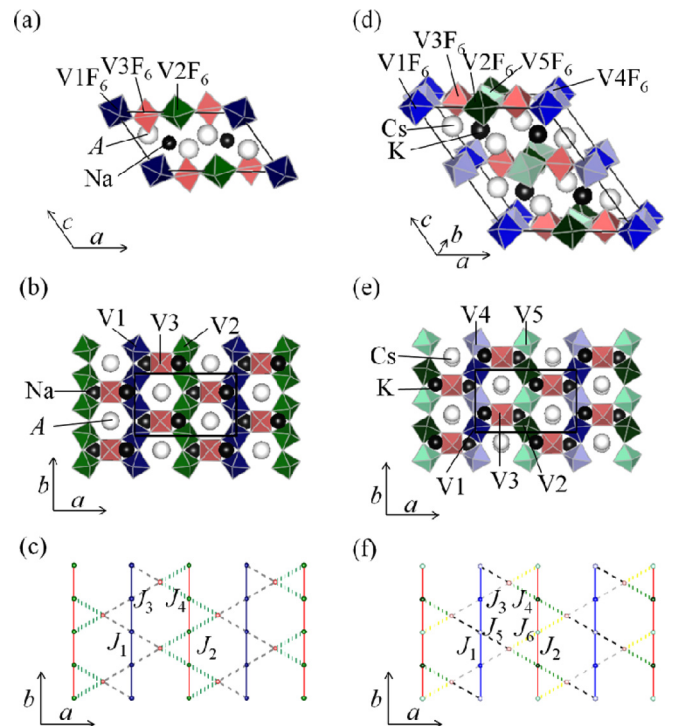 (a)
V3F6
V1F6 V2F6
A
Na
c
a
(d)
V3F6
V1F6 V2F6 V5F6
V4F6
Cs
K
c
b
a
(b)
V1 V3 V2
Na
A
b
a
(e)
V4 V5
Cs
K
V1 V3 V2
b
a
(c)
J3 J4
J1 J2
b
a
(f)
J3 J4
J5 J6
J1 J2
b
a